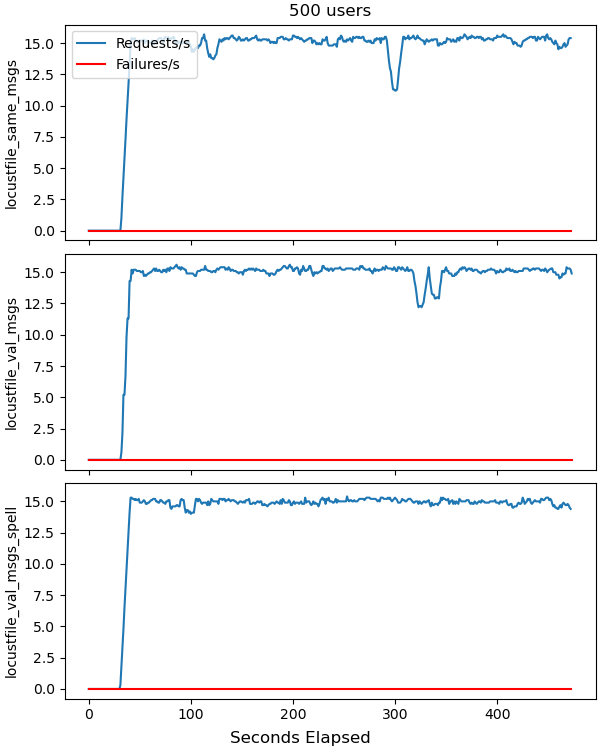 500 users
Requests/s
Failures/s
locustfile_same_msgs
15.0
12.5
10.0
7.5
5.0
2.5
0.0
locustfile_val_msgs
15.0
12.5
10.0
7.5
5.0
2.5
0.0
locustfile_val_msgs_spell
15.0
12.5
10.0
7.5
5.0
2.5
0.0
0 100 200 300 400
Seconds Elapsed